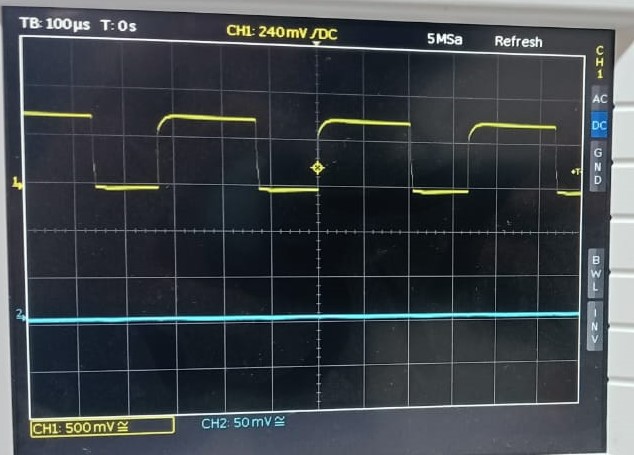 TB: 100µs T: 0s
CH1: 240mV ∫/DC
5MSa
Refresh
CH1
AC
DC
GND
1
T
BWL
2
INV
CH1: 500mV≅
CH2: 50mV≅